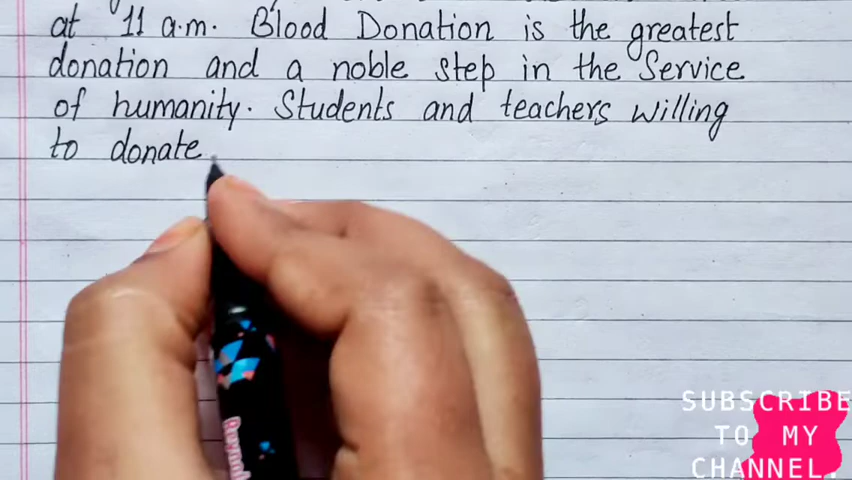 at 11 a.m. Blood Donation is the greatest
donation and a noble step in the Service
of humanity. Students and teachers willing
to donate
SUBSCRIBE
TO MY
CHANNEL.